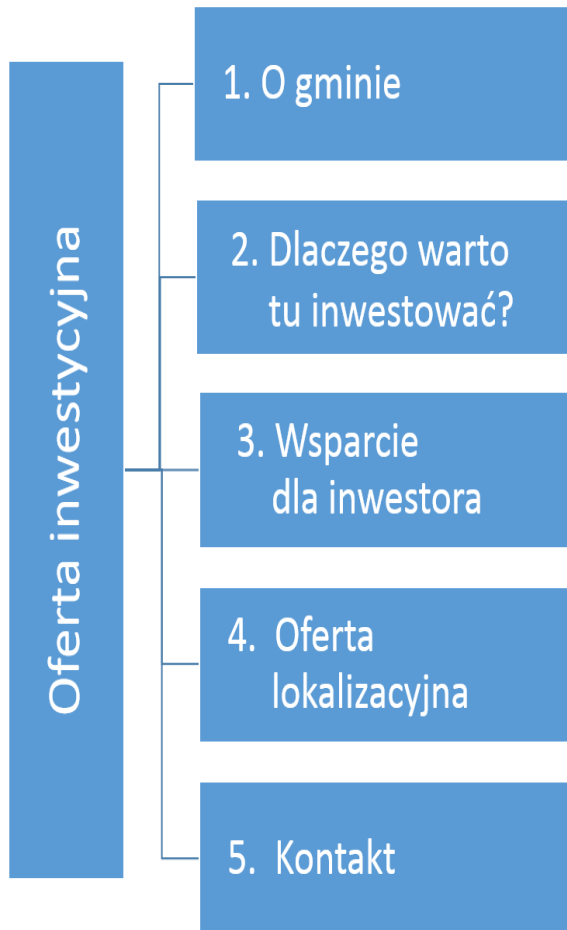 Oferta inwestycyjna
1. O gminie
2. Dlaczego warto
tu inwestować?
3. Wsparcie
dla inwestora
4. Oferta
lokalizacyjna
5. Kontakt